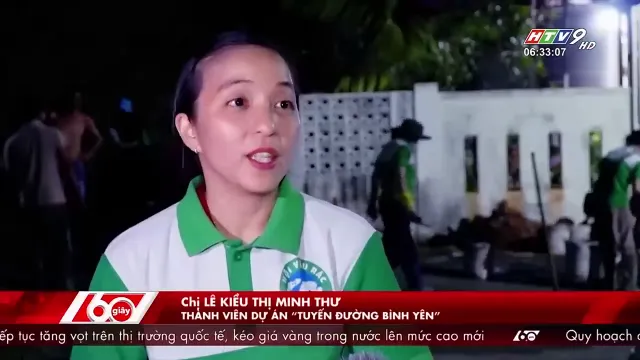 HTV9 HD
06:33:07
Chị LÊ KIỀU THỊ MINH THƯ
THÀNH VIÊN DỰ ÁN "TUYẾN ĐƯỜNG BÌNH YÊN"
60 giây
tiếp tục tăng vọt trên thị trường quốc tế, kéo giá vàng trong nước lên mức cao mới
60 giây
Quy hoạch